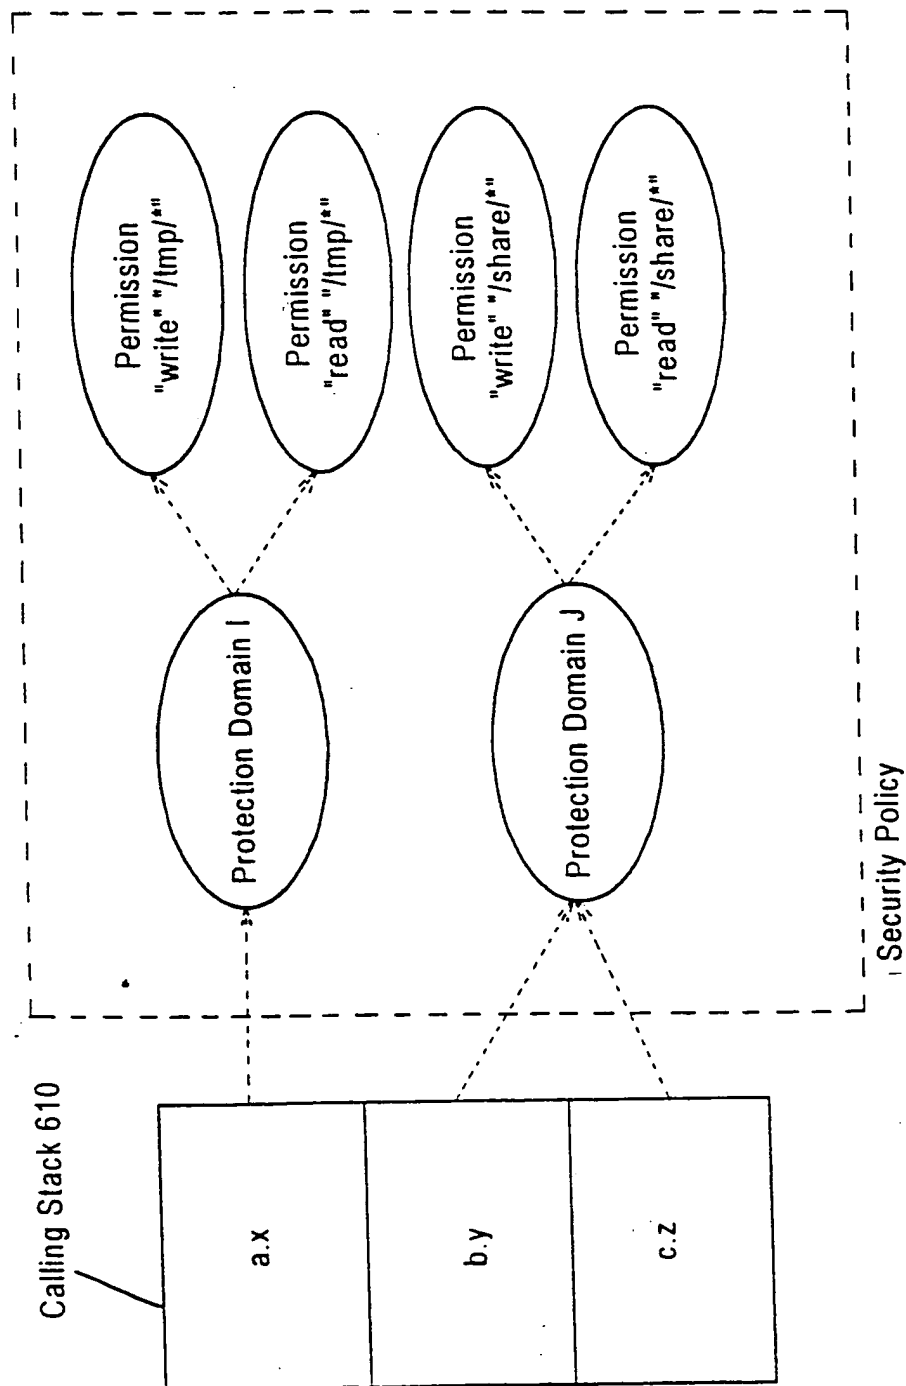 Calling Stack 610
a.x
b.y
c.z
Protection Domain I
Protection Domain J
Permission
"write" "/tmp/*"
Permission
"read" "/tmp/*"
Permission
"write" "/share/*"
Permission
"read" "/share/*"
Security Policy